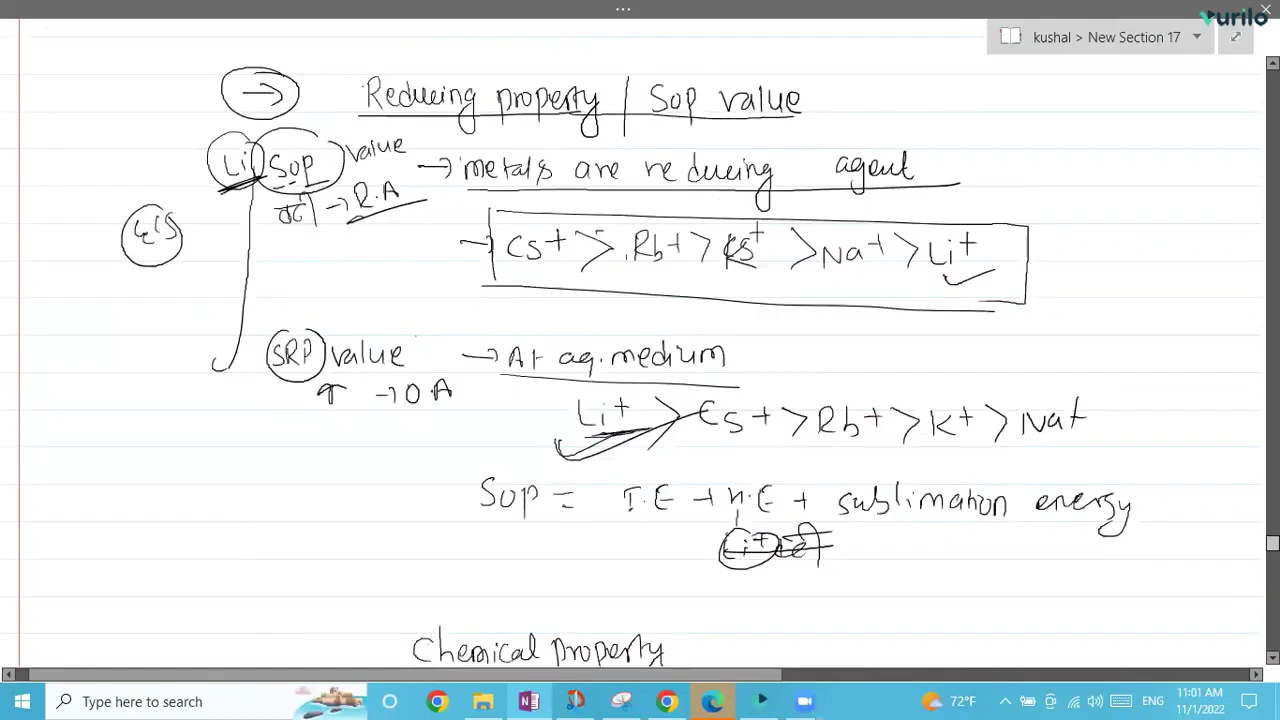 ...
vurilo
kushal > New Section 17
Reducing property | Sop value
Li Sop value → metals are reducing agent
↑ → R.A
→ Cs+ > Rb+ > Ks+ > Na+ > Li+
SRP value → At aq. medium
↑ → O.A
Li+ > Cs+ > Rb+ > K+ > Na+
Sop = I.E + H.E + sublimation energy
Li+
Chemical property
Type here to search
72°F
ENG
11:01 AM
11/1/2022